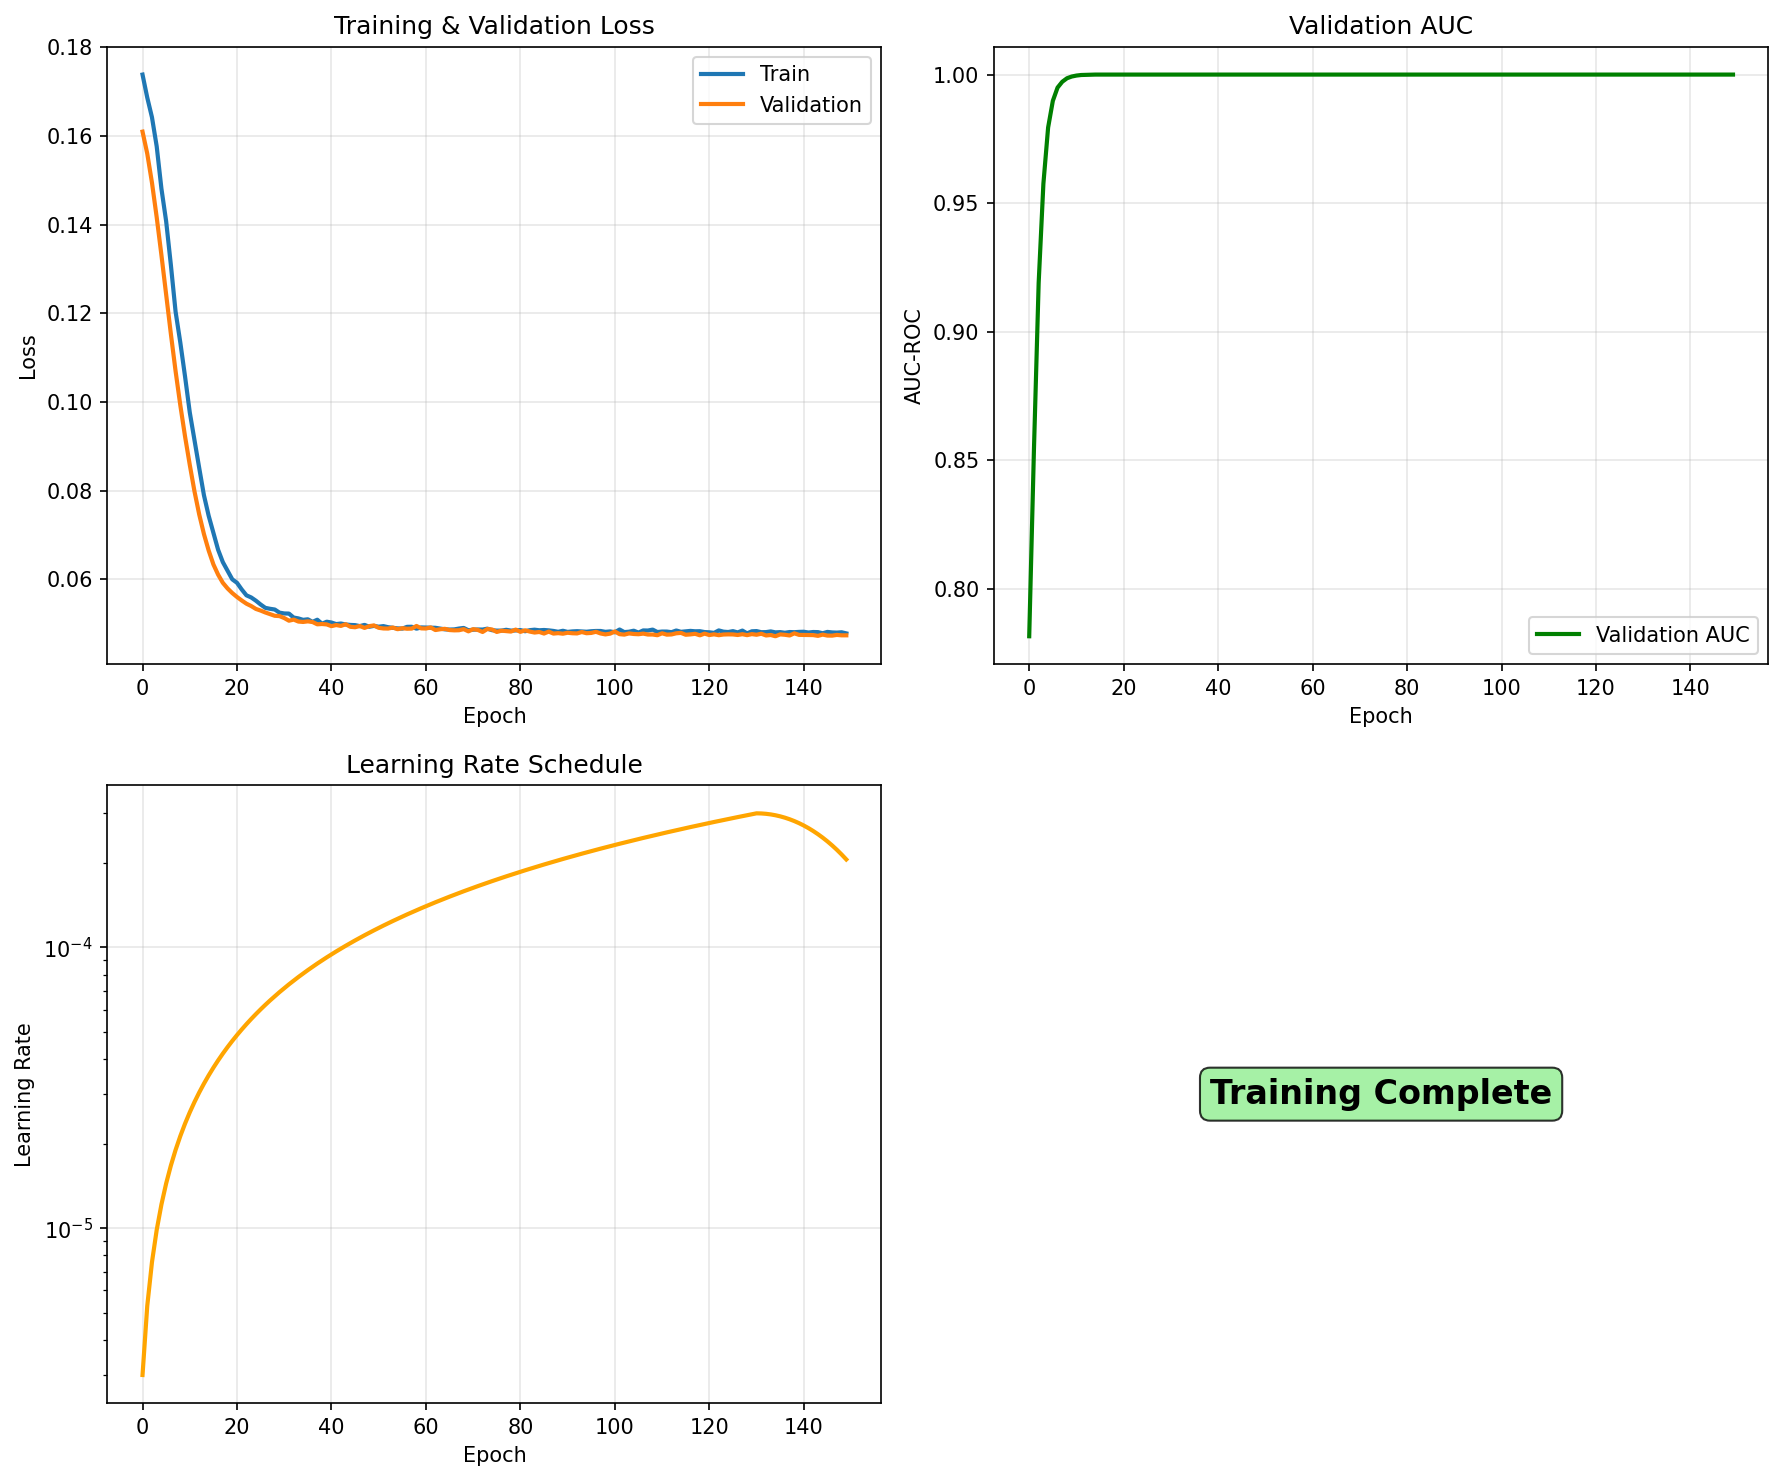 Training & Validation Loss
0.18
0.16
0.14
0.12
0.10
0.08
0.06
Loss
Train
Validation
0 20 40 60 80 100 120 140
Epoch
Validation AUC
1.00
0.95
0.90
0.85
0.80
AUC-ROC
Validation AUC
0 20 40 60 80 100 120 140
Epoch
Learning Rate Schedule
10⁻⁴
10⁻⁵
Learning Rate
0 20 40 60 80 100 120 140
Epoch
Training Complete